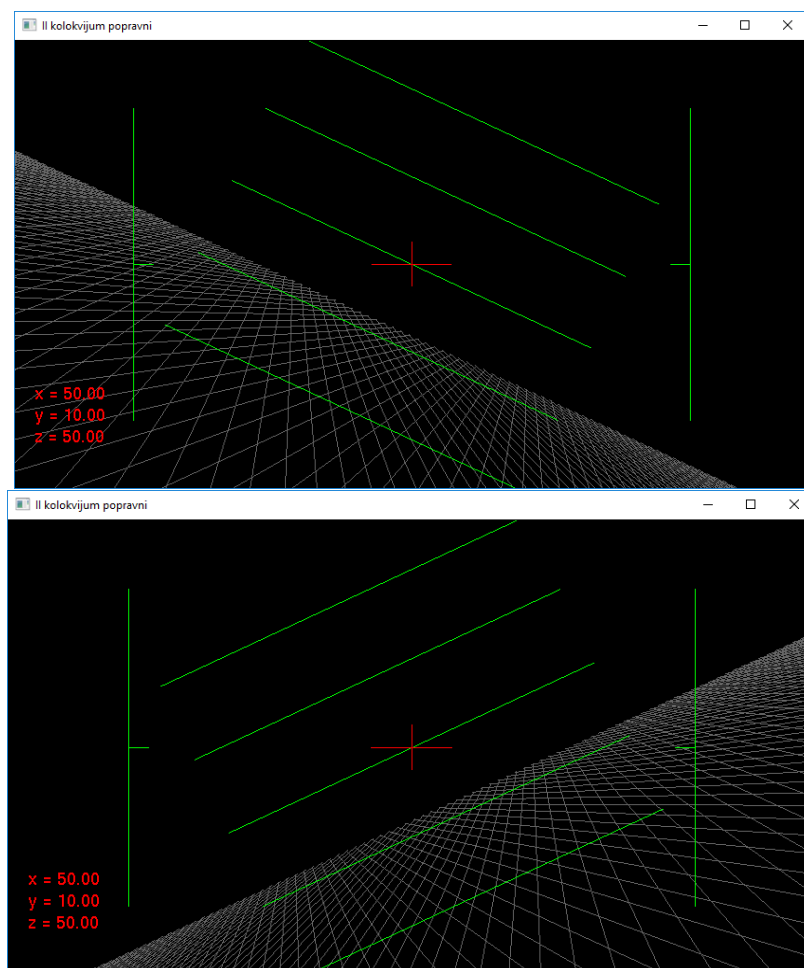 II kolokvijum popravni
x = 50.00
y = 10.00
z = 50.00
II kolokvijum popravni
x = 50.00
y = 10.00
z = 50.00